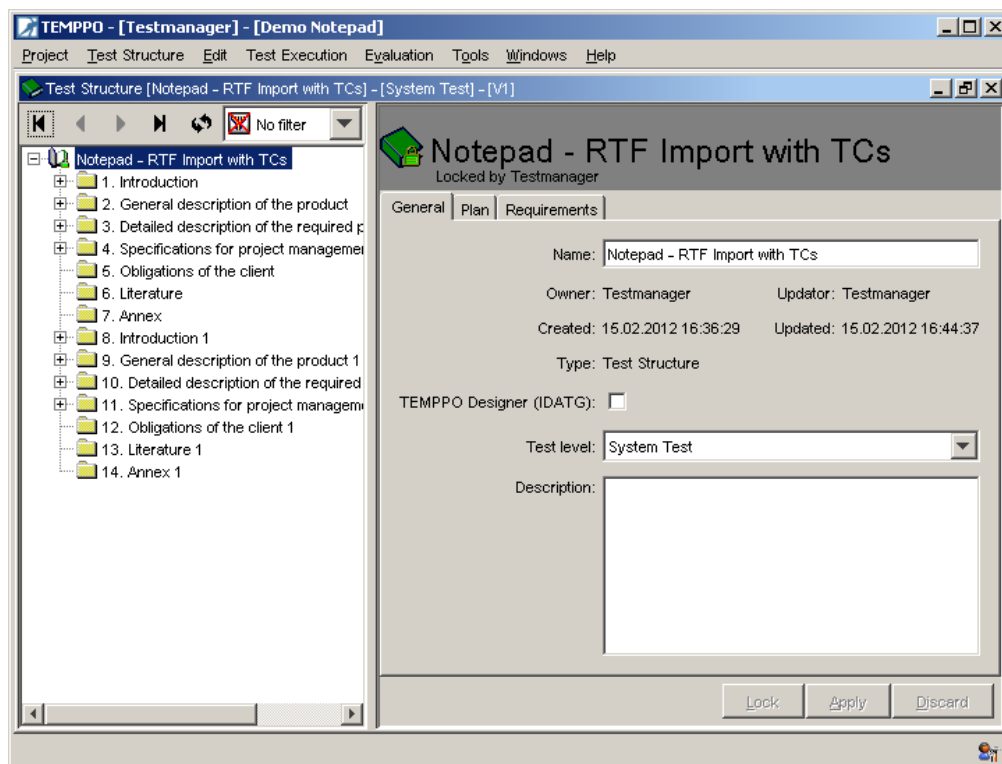 TEMPPO - [Testmanager] - [Demo Notepad]
Project Test Structure Edit Test Execution Evaluation Tools Windows Help
Test Structure [Notepad - RTF Import with TCs] - [System Test] - [V1]
No filter
Notepad - RTF Import with TCs
1. Introduction
2. General description of the product
3. Detailed description of the required p
4. Specifications for project managemen
5. Obligations of the client
6. Literature
7. Annex
8. Introduction 1
9. General description of the product 1
10. Detailed description of the required
11. Specifications for project managem
12. Obligations of the client 1
13. Literature 1
14. Annex 1
Notepad - RTF Import with TCs
Locked by Testmanager
General Plan Requirements
Name: Notepad - RTF Import with TCs
Owner: Testmanager Updator: Testmanager
Created: 15.02.2012 16:36:29 Updated: 15.02.2012 16:44:37
Type: Test Structure
TEMPPO Designer (IDATG):
Test level: System Test
Description:
Lock Apply Discard